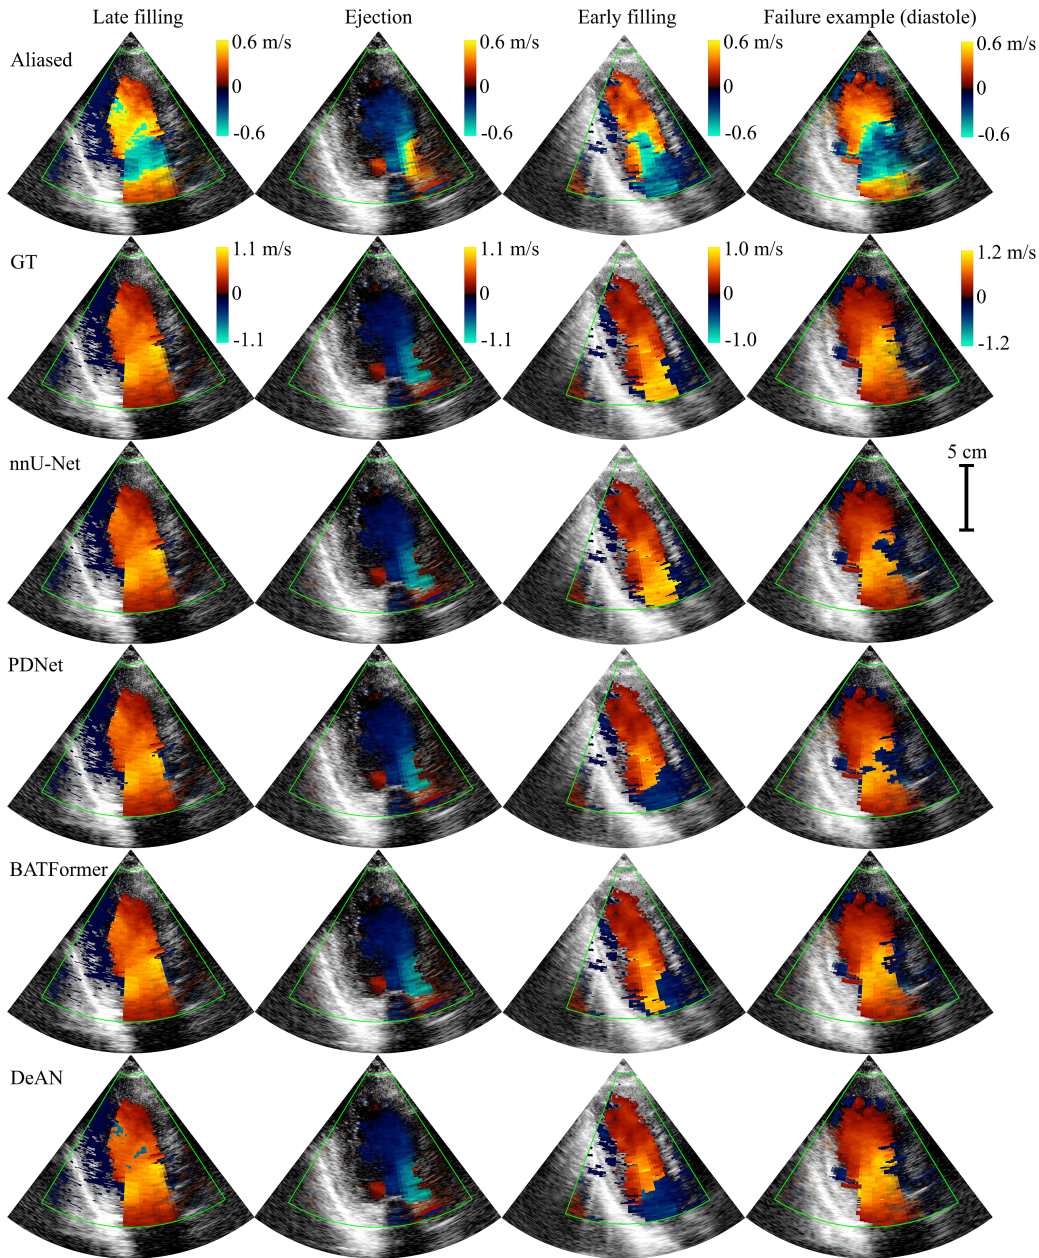 Late filling
Ejection
Early filling
Failure example (diastole)
Aliased
0.6 m/s
0
-0.6
0.6 m/s
0
-0.6
0.6 m/s
0
-0.6
0.6 m/s
0
-0.6
GT
1.1 m/s
0
-1.1
1.1 m/s
0
-1.1
1.0 m/s
0
-1.0
1.2 m/s
0
-1.2
nnU-Net
5 cm
PDNet
BATFormer
DeAN